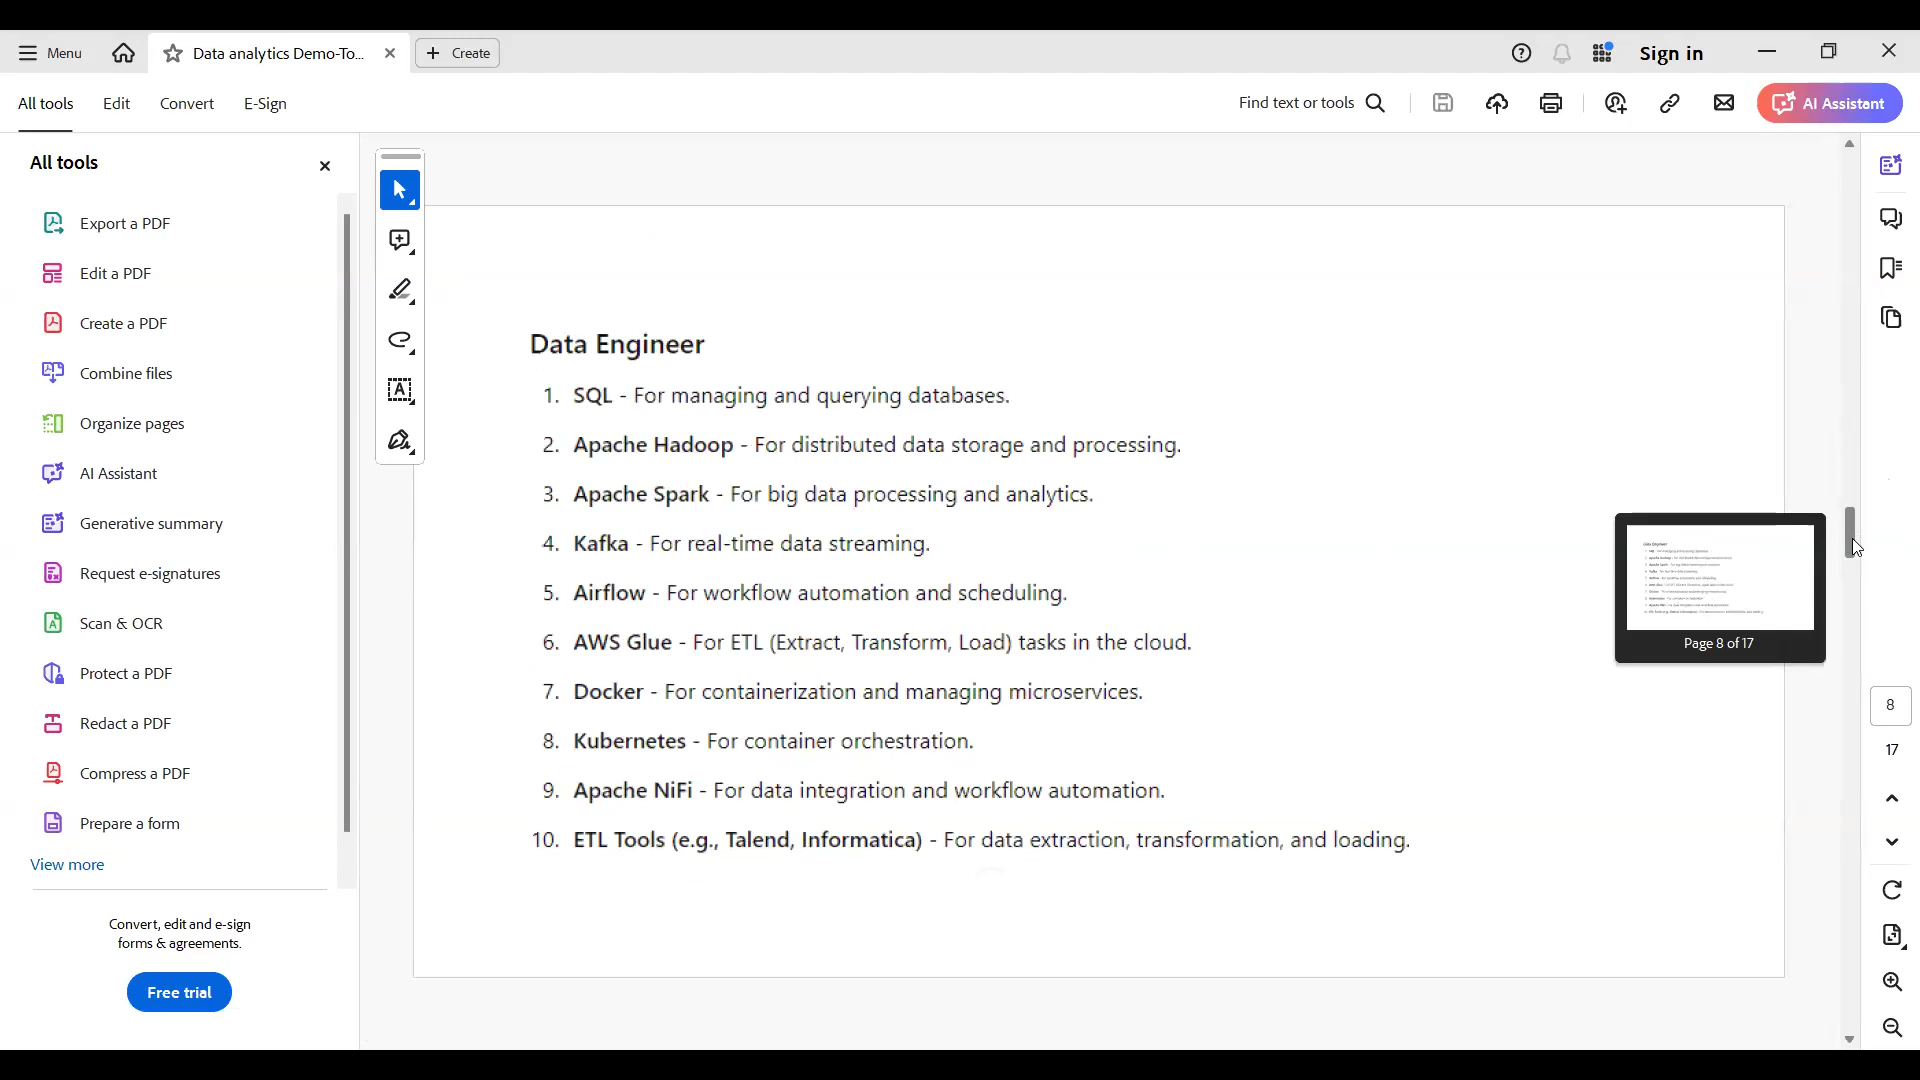 Menu
Data analytics Demo-To...
Create
Sign in
All tools
Edit
Convert
E-Sign
Find text or tools
AI Assistant
All tools
Export a PDF
Edit a PDF
Create a PDF
Combine files
Organize pages
AI Assistant
Generative summary
Request e-signatures
Scan & OCR
Protect a PDF
Redact a PDF
Compress a PDF
Prepare a form
View more
Convert, edit and e-sign
forms & agreements.
Free trial
Data Engineer
1. SQL - For managing and querying databases.
2. Apache Hadoop - For distributed data storage and processing.
3. Apache Spark - For big data processing and analytics.
4. Kafka - For real-time data streaming.
5. Airflow - For workflow automation and scheduling.
6. AWS Glue - For ETL (Extract, Transform, Load) tasks in the cloud.
7. Docker - For containerization and managing microservices.
8. Kubernetes - For container orchestration.
9. Apache NiFi - For data integration and workflow automation.
10. ETL Tools (e.g., Talend, Informatica) - For data extraction, transformation, and loading.
Page 8 of 17
8
17